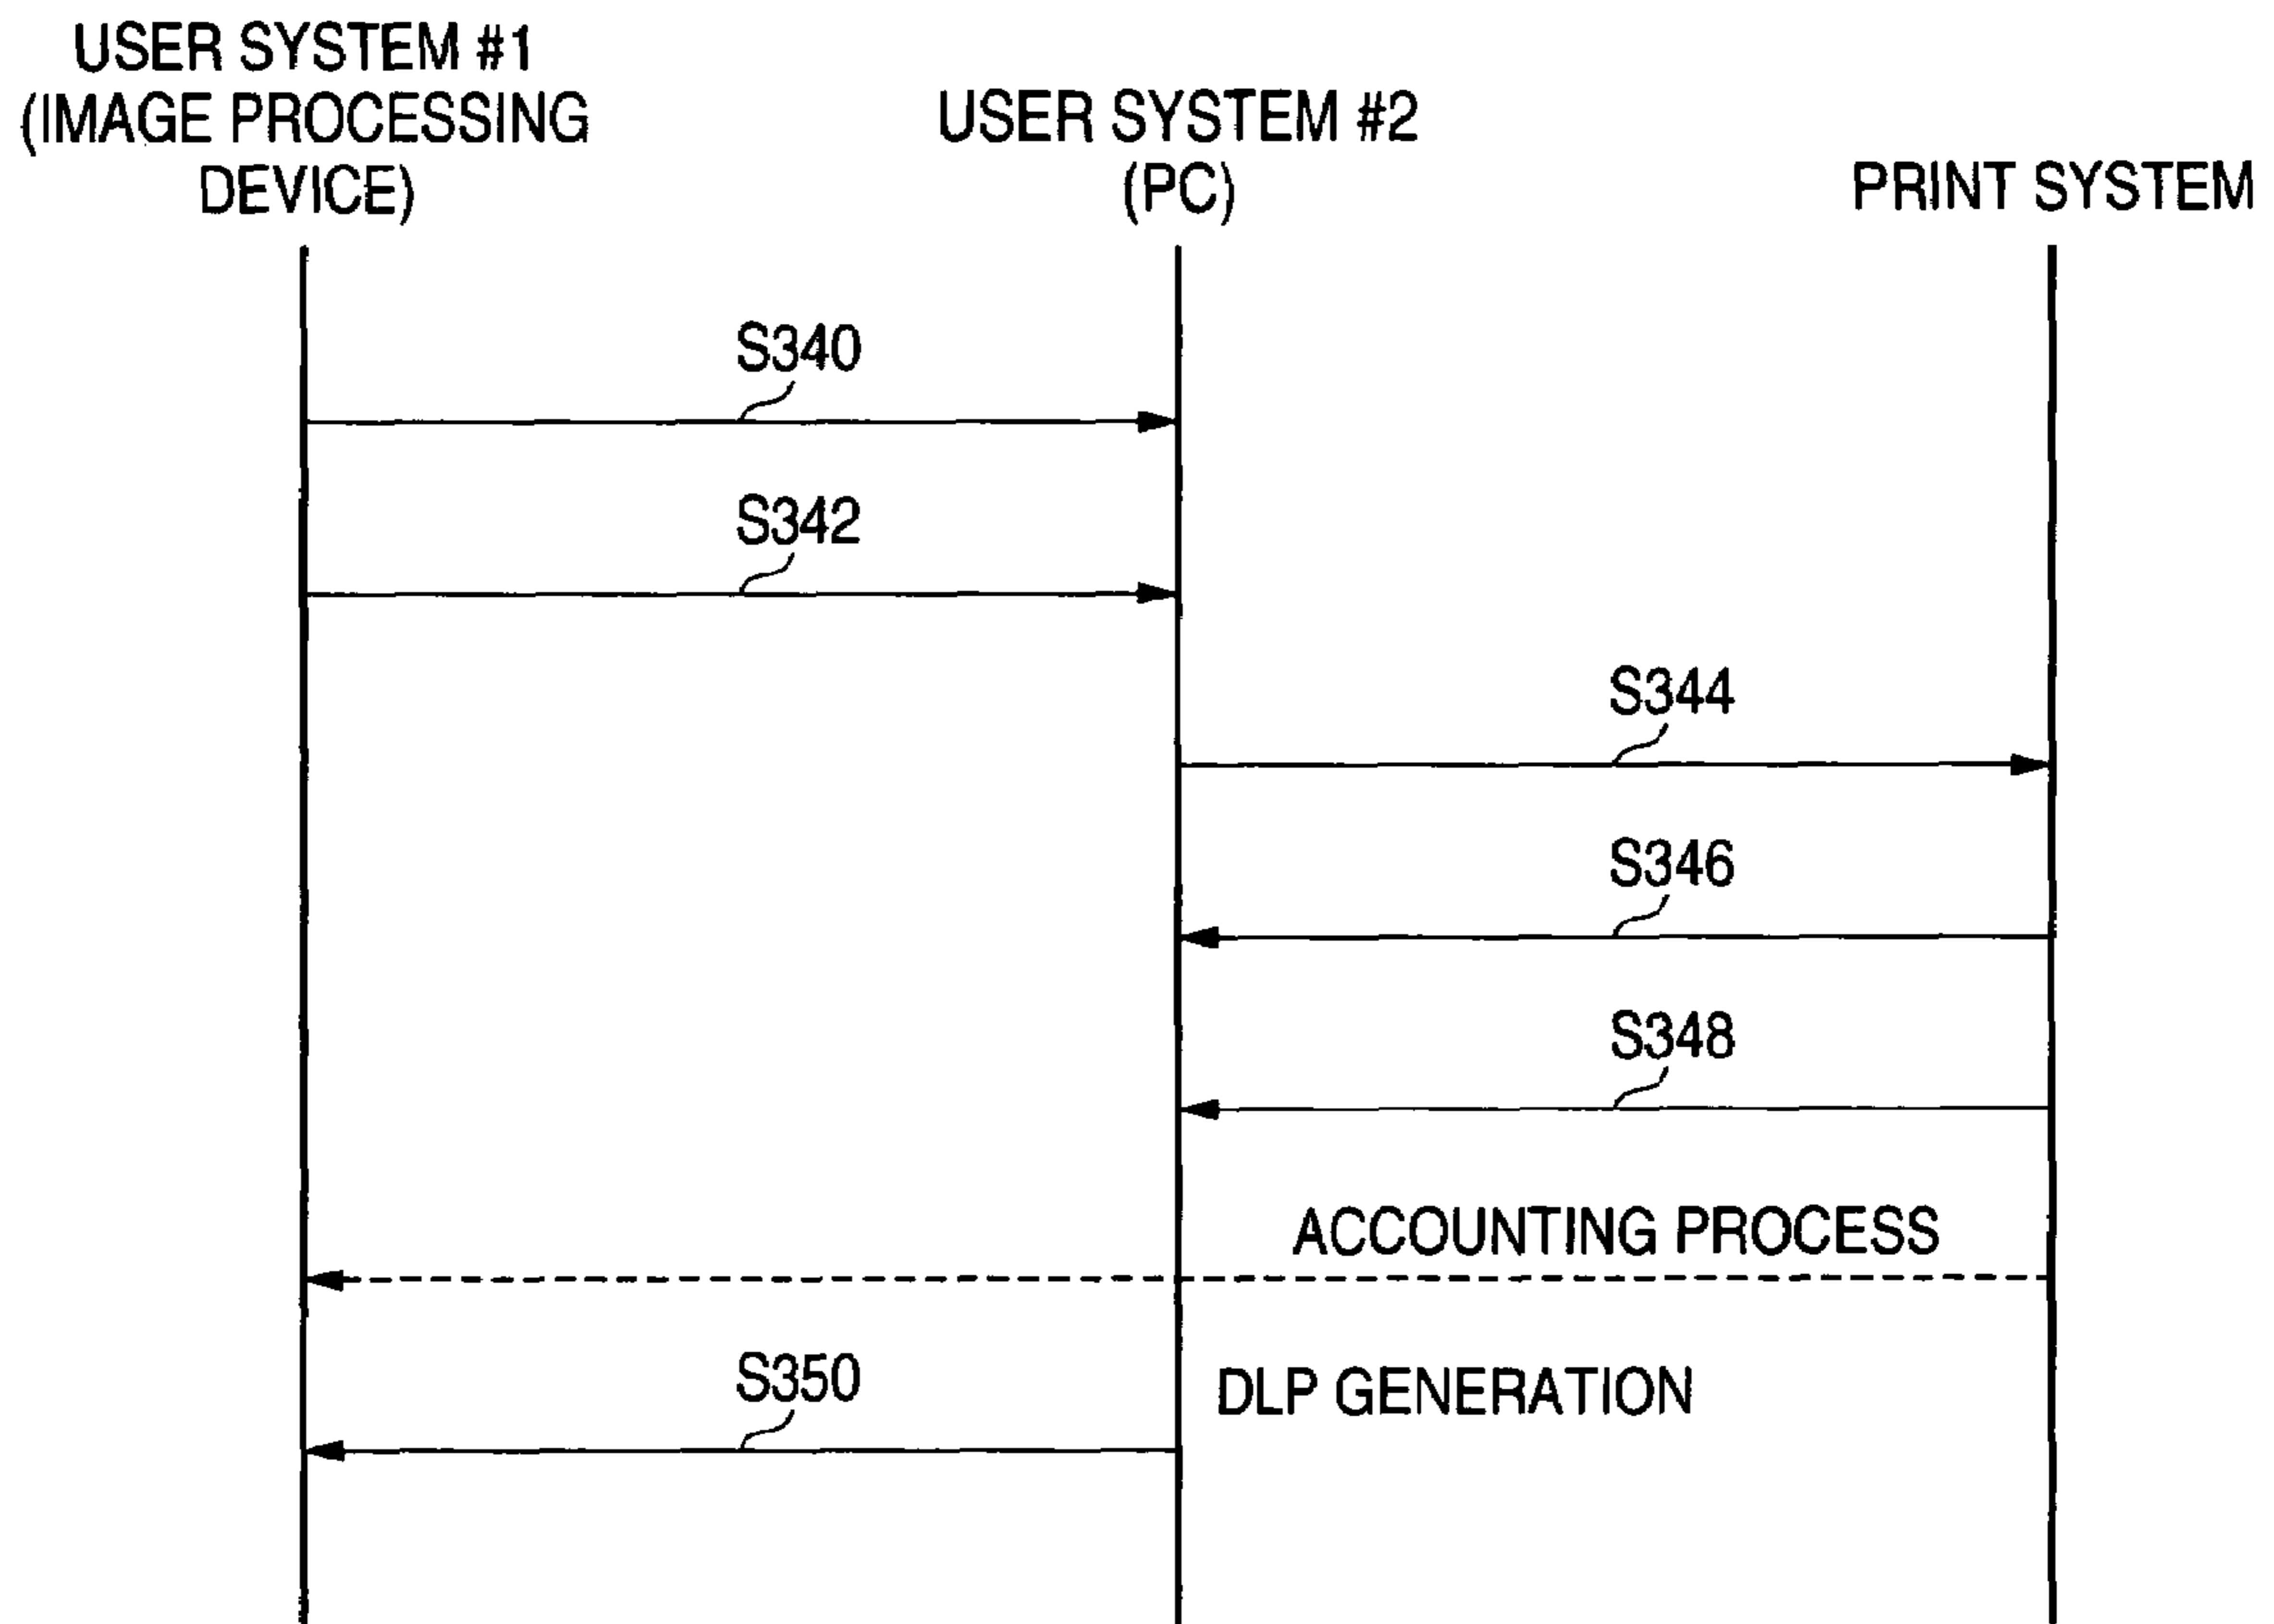 USER SYSTEM #1
(IMAGE PROCESSING
DEVICE)
USER SYSTEM #2
(PC)
PRINT SYSTEM
S340
S342
S344
S346
S348
ACCOUNTING PROCESS
S350
DLP GENERATION